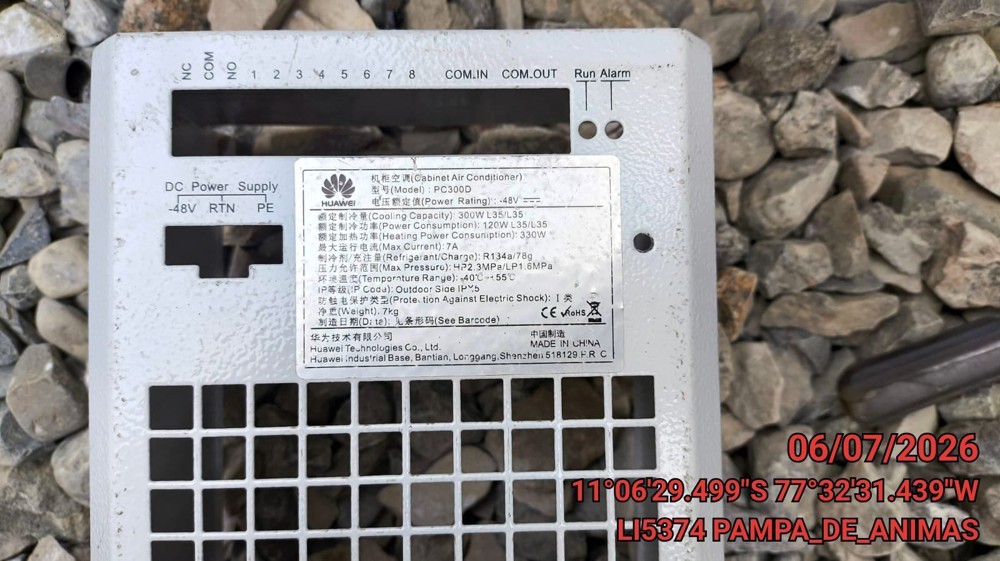 NC COM NO 1 2 3 4 5 6 7 8 COM_IN COM_OUT Run Alarm
DC Power Supply
-48V RTN PE
HUAWEI
机柜空调(Cabinet Air Conditioner)
型号(Model) : PC300D
电压额定值(Power Rating) : -48V
额定制冷量(Cooling Capacity): 300W L35/L35
额定制冷功率(Power Consumption): 120W L35/L35
额定加热功率(Heating Power Consumption): 330W
最大运行电流(Max Current): 7A
制冷剂/充注量(Refrigerant/Charge): R134a/78g
压力允许范围(Max Pressure): HP2.3MPa/LP1.6MPa
环境温度(Temperature Range): -40℃~+55℃
IP等级(IP Code): Outdoor Side IPX5
防触电保护类型(Protection Against Electric Shock): I 类
净重(Weight): 7kg
CE RoHS
制造日期(Date): 见条形码(See Barcode)
华为技术有限公司
中国制造
Huawei Technologies Co., Ltd.
MADE IN CHINA
Huawei Industrial Base, Bantian, Longgang, Shenzhen 518129.P.R C
06/07/2026
11°06'29.499"S 77°32'31.439"W
LI5374 PAMPA_DE_ANIMAS